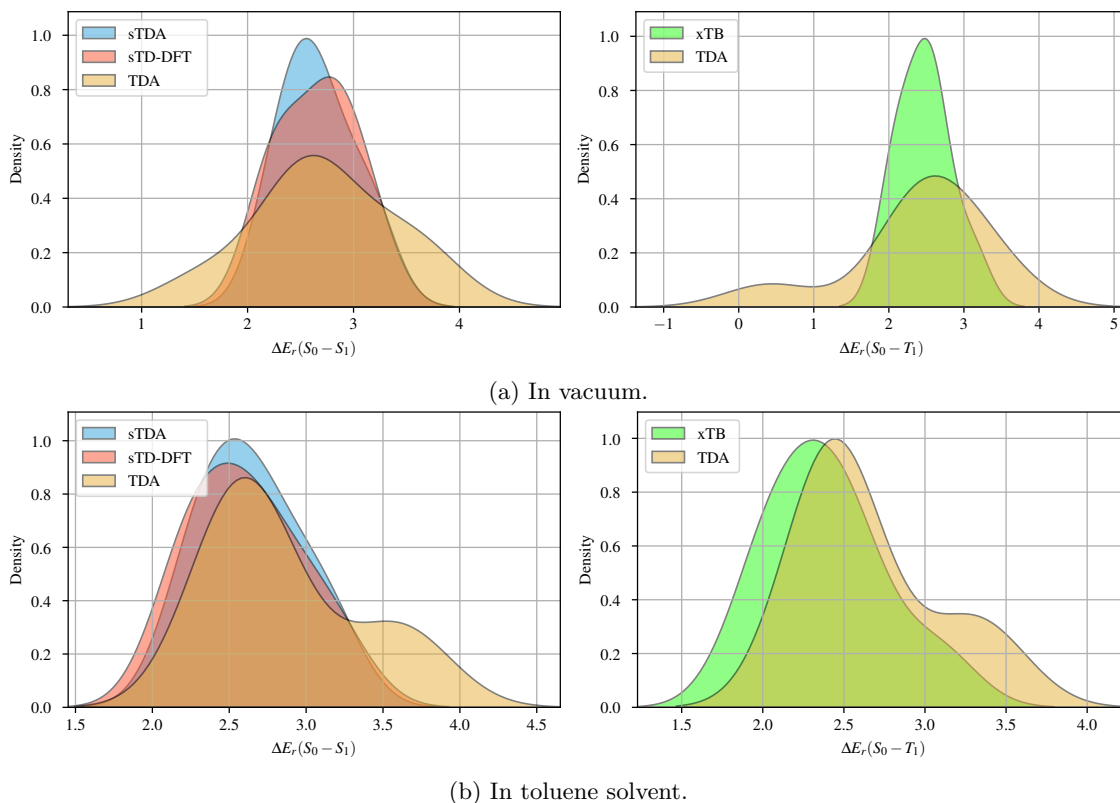 sTDA
sTD-DFT
TDA
Density
0.0
0.2
0.4
0.6
0.8
1.0
1 2 3 4
ΔE_r(S_0 − S_1)
xTB
TDA
Density
0.0
0.2
0.4
0.6
0.8
1.0
−1 0 1 2 3 4 5
ΔE_r(S_0 − T_1)
(a) In vacuum.
sTDA
sTD-DFT
TDA
Density
0.0
0.2
0.4
0.6
0.8
1.0
1.5 2.0 2.5 3.0 3.5 4.0 4.5
ΔE_r(S_0 − S_1)
xTB
TDA
Density
0.0
0.2
0.4
0.6
0.8
1.0
1.5 2.0 2.5 3.0 3.5 4.0
ΔE_r(S_0 − T_1)
(b) In toluene solvent.